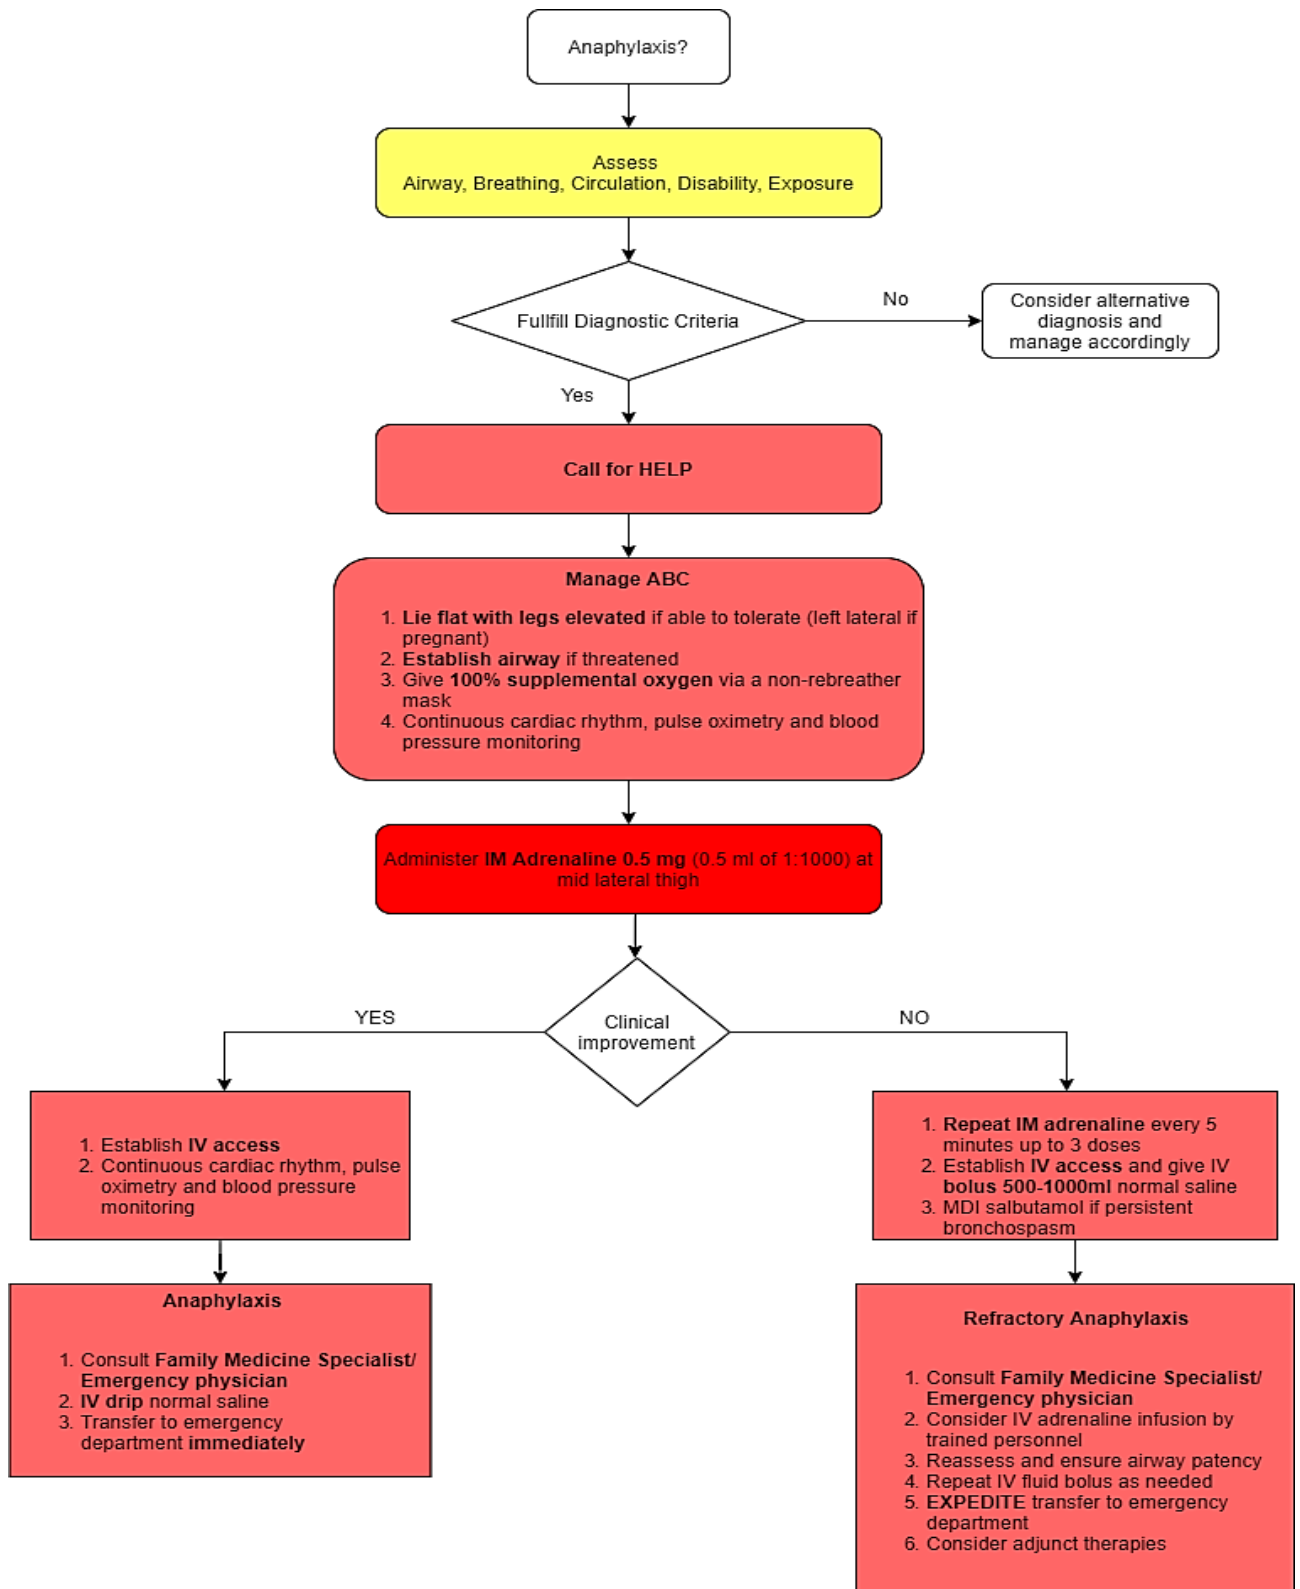 Anaphylaxis?
Assess
Airway, Breathing, Circulation, Disability, Exposure
Fullfill Diagnostic Criteria
No
Consider alternative
diagnosis and
manage accordingly
Yes
Call for HELP
Manage ABC
1. Lie flat with legs elevated if able to tolerate (left lateral if
pregnant)
2. Establish airway if threatened
3. Give 100% supplemental oxygen via a non-rebreather
mask
4. Continuous cardiac rhythm, pulse oximetry and blood
pressure monitoring
Administer IM Adrenaline 0.5 mg (0.5 ml of 1:1000) at
mid lateral thigh
Clinical
improvement
YES
NO
1. Establish IV access
2. Continuous cardiac rhythm, pulse
oximetry and blood pressure
monitoring
1. Repeat IM adrenaline every 5
minutes up to 3 doses
2. Establish IV access and give IV
bolus 500-1000ml normal saline
3. MDI salbutamol if persistent
bronchospasm
Anaphylaxis
1. Consult Family Medicine Specialist/
Emergency physician
2. IV drip normal saline
3. Transfer to emergency
department immediately
Refractory Anaphylaxis
1. Consult Family Medicine Specialist/
Emergency physician
2. Consider IV adrenaline infusion by
trained personnel
3. Reassess and ensure airway patency
4. Repeat IV fluid bolus as needed
5. EXPEDITE transfer to emergency
department
6. Consider adjunct therapies